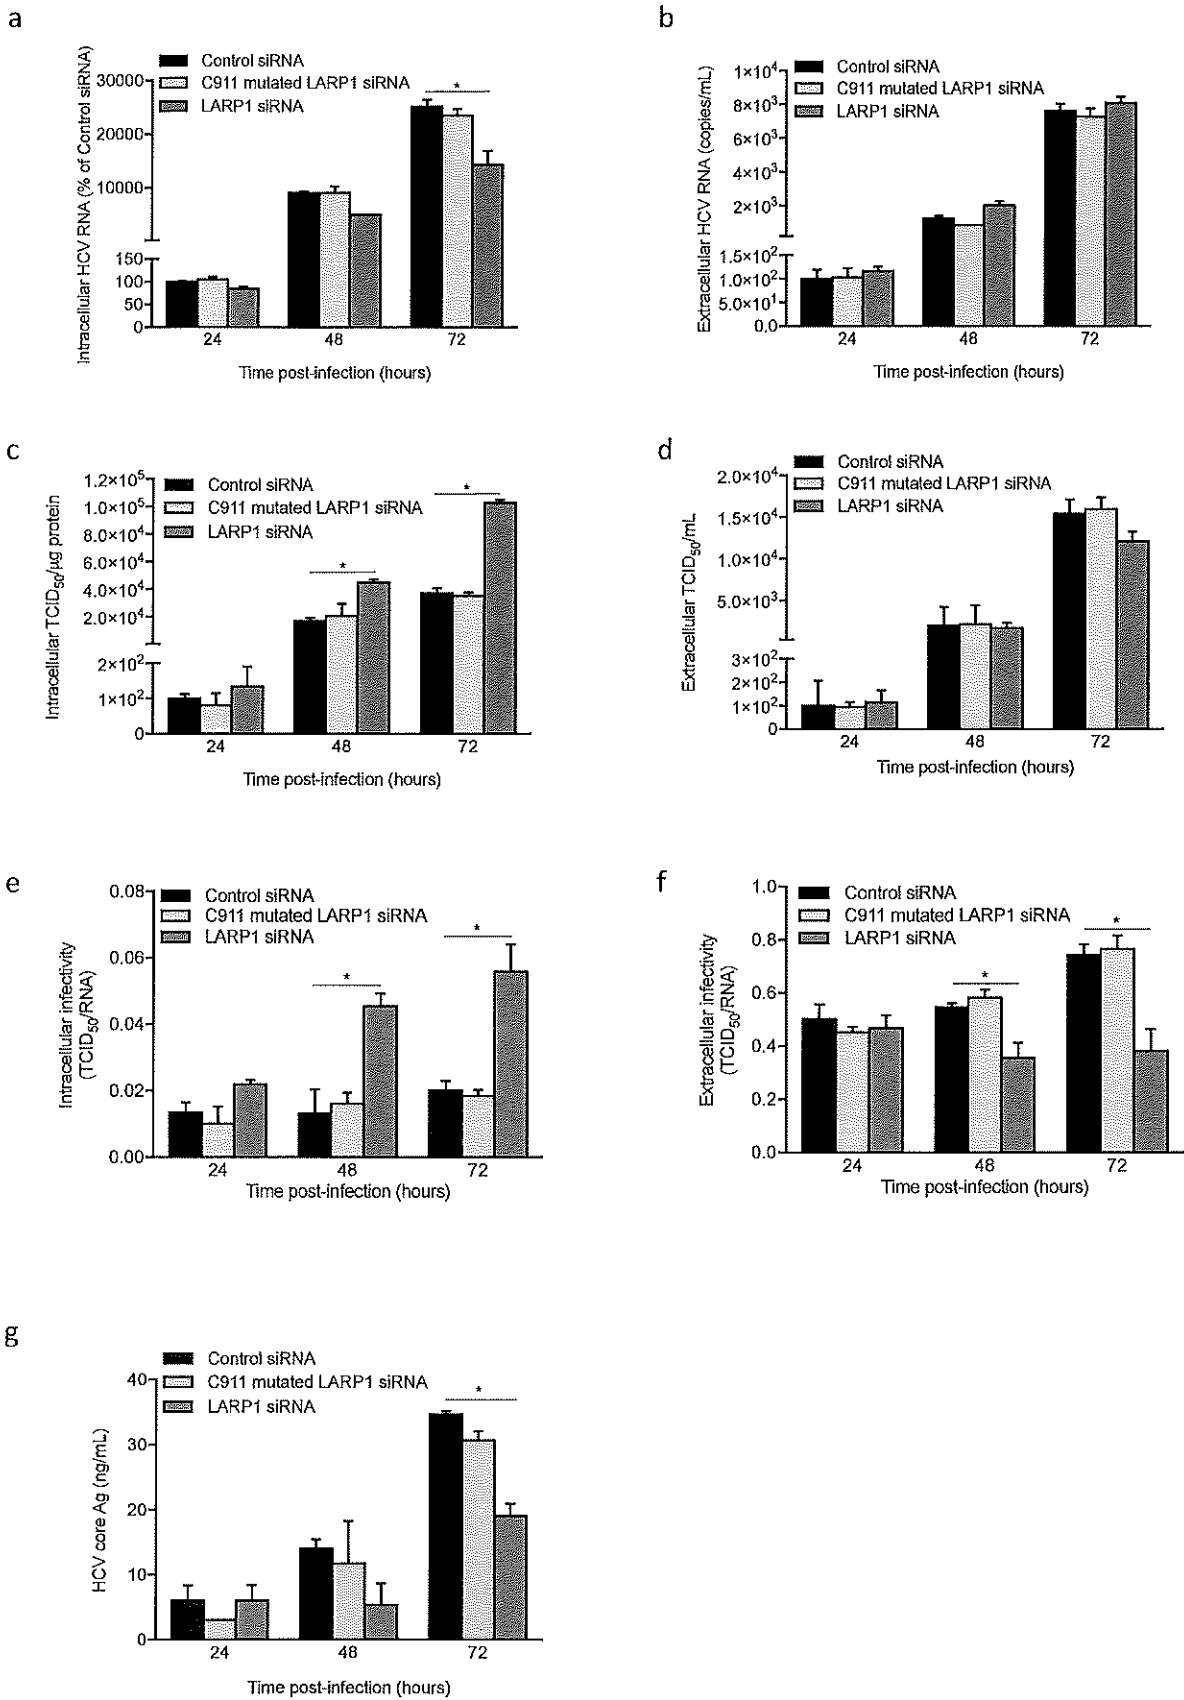 a
Control siRNA
C911 mutated LARP1 siRNA
LARP1 siRNA
Intracellular HCV RNA (% of Control siRNA)
30000
20000
10000
150
100
50
0
*
24 48 72
Time post-infection (hours)
b
Control siRNA
C911 mutated LARP1 siRNA
LARP1 siRNA
Extracellular HCV RNA (copies/mL)
1×10⁴
8×10³
6×10³
4×10³
2×10³
1.5×10²
1.0×10²
5.0×10¹
0.0
24 48 72
Time post-infection (hours)
c
Control siRNA
C911 mutated LARP1 siRNA
LARP1 siRNA
Intracellular TCID₅₀/µg protein
1.2×10⁵
1.0×10⁵
8.0×10⁴
6.0×10⁴
4.0×10⁴
2.0×10⁴
2×10²
1×10²
0
*
*
24 48 72
Time post-infection (hours)
d
Control siRNA
C911 mutated LARP1 siRNA
LARP1 siRNA
Extracellular TCID₅₀/mL
2.0×10⁴
1.5×10⁴
1.0×10⁴
5.0×10³
3×10²
2×10²
1×10²
0
24 48 72
Time post-infection (hours)
e
Control siRNA
C911 mutated LARP1 siRNA
LARP1 siRNA
Intracellular infectivity
(TCID₅₀/RNA)
0.08
0.06
0.04
0.02
0.00
*
*
24 48 72
Time post-infection (hours)
f
Control siRNA
C911 mutated LARP1 siRNA
LARP1 siRNA
Extracellular infectivity
(TCID₅₀/RNA)
1.0
0.8
0.6
0.4
0.2
0.0
*
*
24 48 72
Time post-infection (hours)
g
Control siRNA
C911 mutated LARP1 siRNA
LARP1 siRNA
HCV core Ag (ng/mL)
40
30
20
10
0
*
24 48 72
Time post-infection (hours)